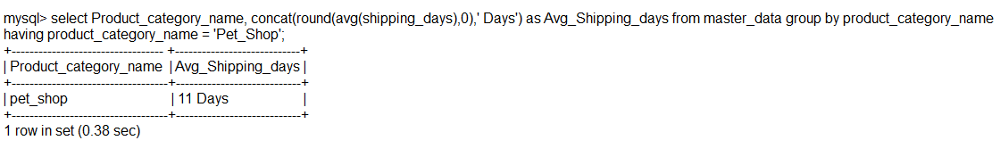 mysql> select Product_category_name, concat(round(avg(shipping_days),0),' Days') as Avg_Shipping_days from master_data group by product_category_name
having product_category_name = 'Pet_Shop';
+---------------------------------- +----------------------------+
| Product_category_name | Avg_Shipping_days |
+-----------------------------------+----------------------------+
| pet_shop | 11 Days |
+-----------------------------------+----------------------------+
1 row in set (0.38 sec)